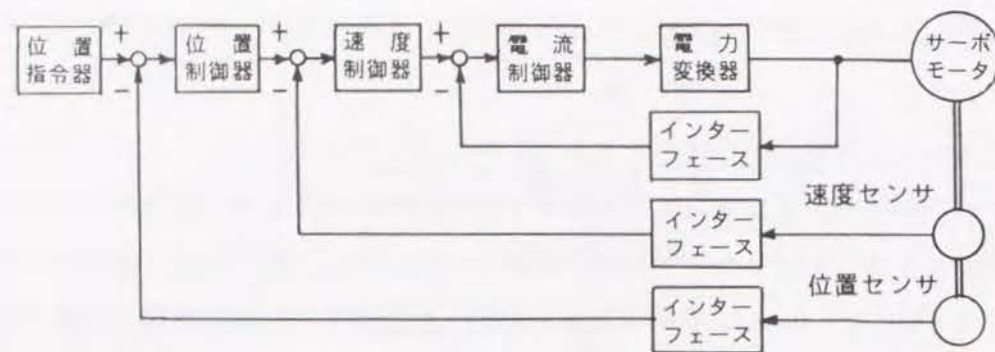 位置
指令器
+
−
位置
制御器
+
−
速度
制御器
+
−
電流
制御器
電力
変換器
サーボ
モータ
インター
フェース
速度センサ
インター
フェース
位置センサ
インター
フェース